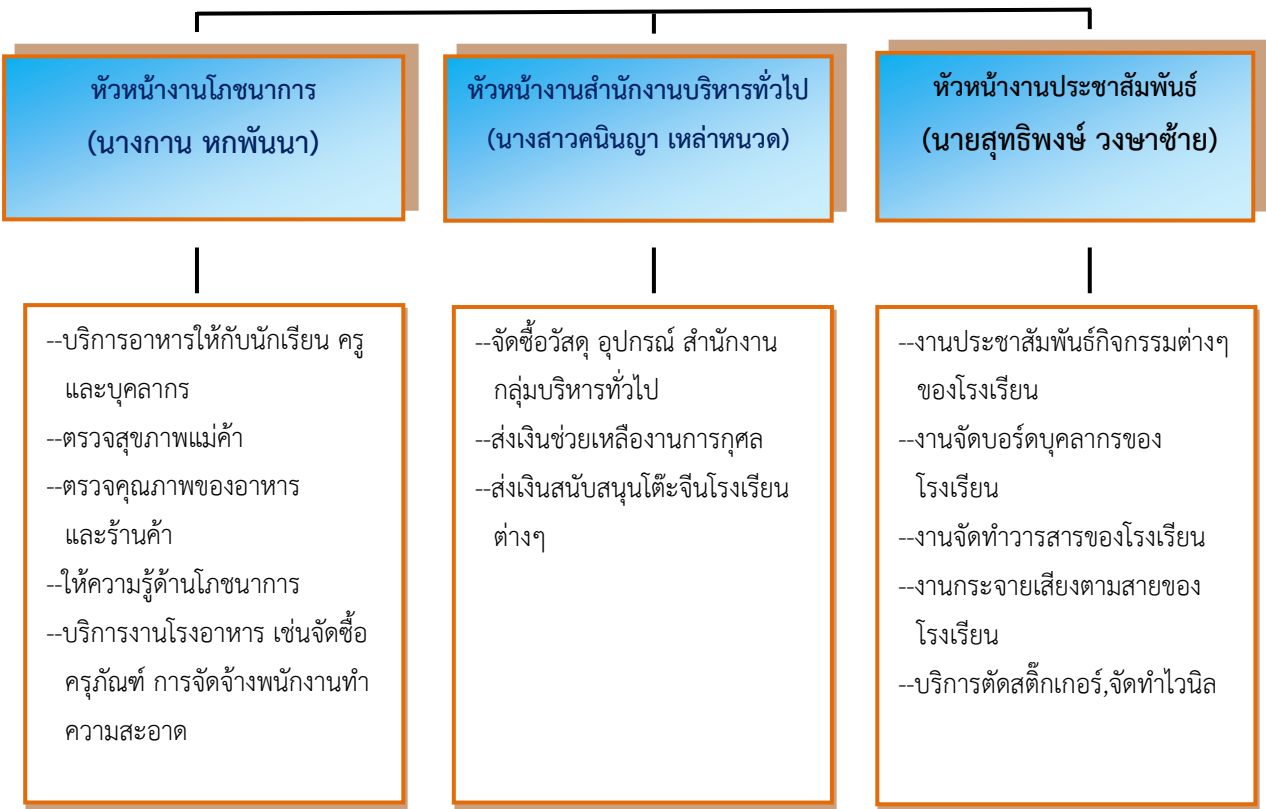 หัวหน้างานโภชนาการ
(นางกาน หกพันนา)
--บริการอาหารให้กับนักเรียน ครู
และบุคลากร
--ตรวจสุขภาพแม่ค้า
--ตรวจคุณภาพของอาหาร
และร้านค้า
--ให้ความรู้ด้านโภชนาการ
--บริการงานโรงอาหาร เช่นจัดซื้อ
ครุภัณฑ์ การจัดจ้างพนักงานทำ
ความสะอาด
หัวหน้างานสำนักงานบริหารทั่วไป
(นางสาวคนินญา เหล่าหนวด)
--จัดซื้อวัสดุ อุปกรณ์ สำนักงาน
กลุ่มบริหารทั่วไป
--ส่งเงินช่วยเหลืองานการกุศล
--ส่งเงินสนับสนุนโต๊ะจีนโรงเรียน
ต่างๆ
หัวหน้างานประชาสัมพันธ์
(นายสุทธิพงษ์ วงษาซ้าย)
--งานประชาสัมพันธ์กิจกรรมต่างๆ
ของโรงเรียน
--งานจัดบอร์ดบุคลากรของ
โรงเรียน
--งานจัดทำวารสารของโรงเรียน
--งานกระจายเสียงตามสายของ
โรงเรียน
--บริการตัดสติ๊กเกอร์,จัดทำไวนิล